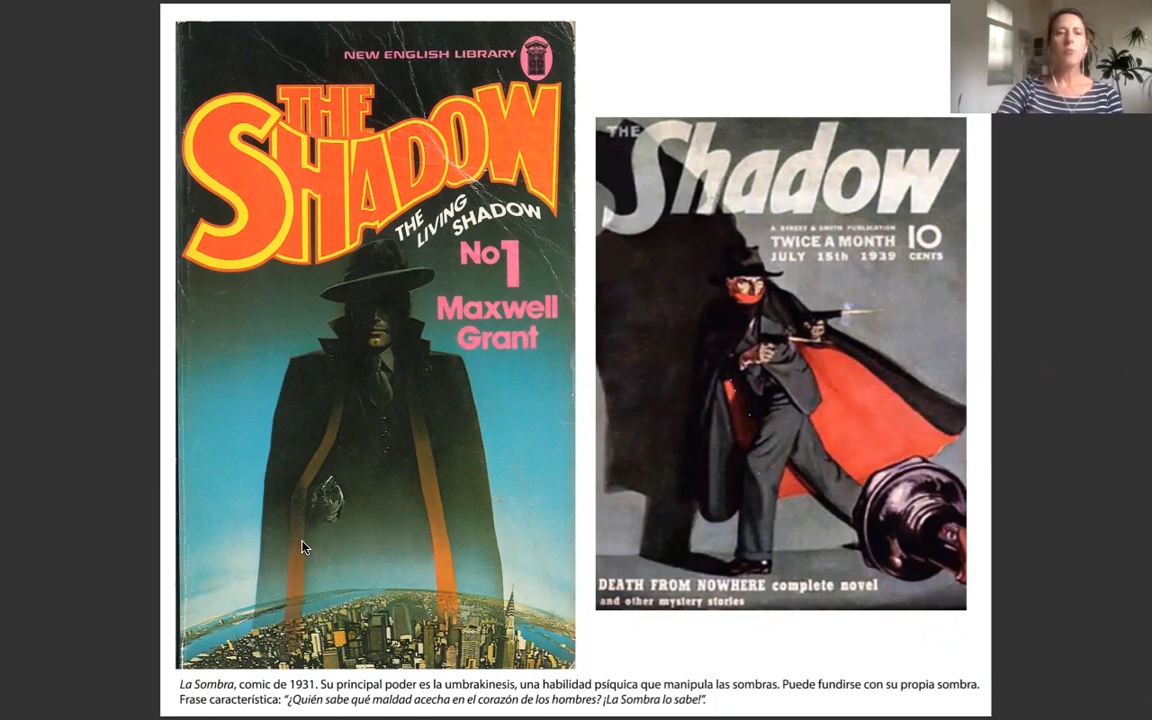 NEW ENGLISH LIBRARY
THE
SHADOW
THE
LIVING
SHADOW
No1
Maxwell
Grant
THE
Shadow
A STREET & SMITH PUBLICATION
TWICE A MONTH
JULY 15th 1939
10
CENTS
DEATH FROM NOWHERE complete novel
and other mystery stories
La Sombra, comic de 1931. Su principal poder es la umbrakinesis, una habilidad psíquica que manipula las sombras. Puede fundirse con su propia sombra.
Frase característica: “¿Quién sabe qué maldad acecha en el corazón de los hombres? ¡La Sombra lo sabe!”.